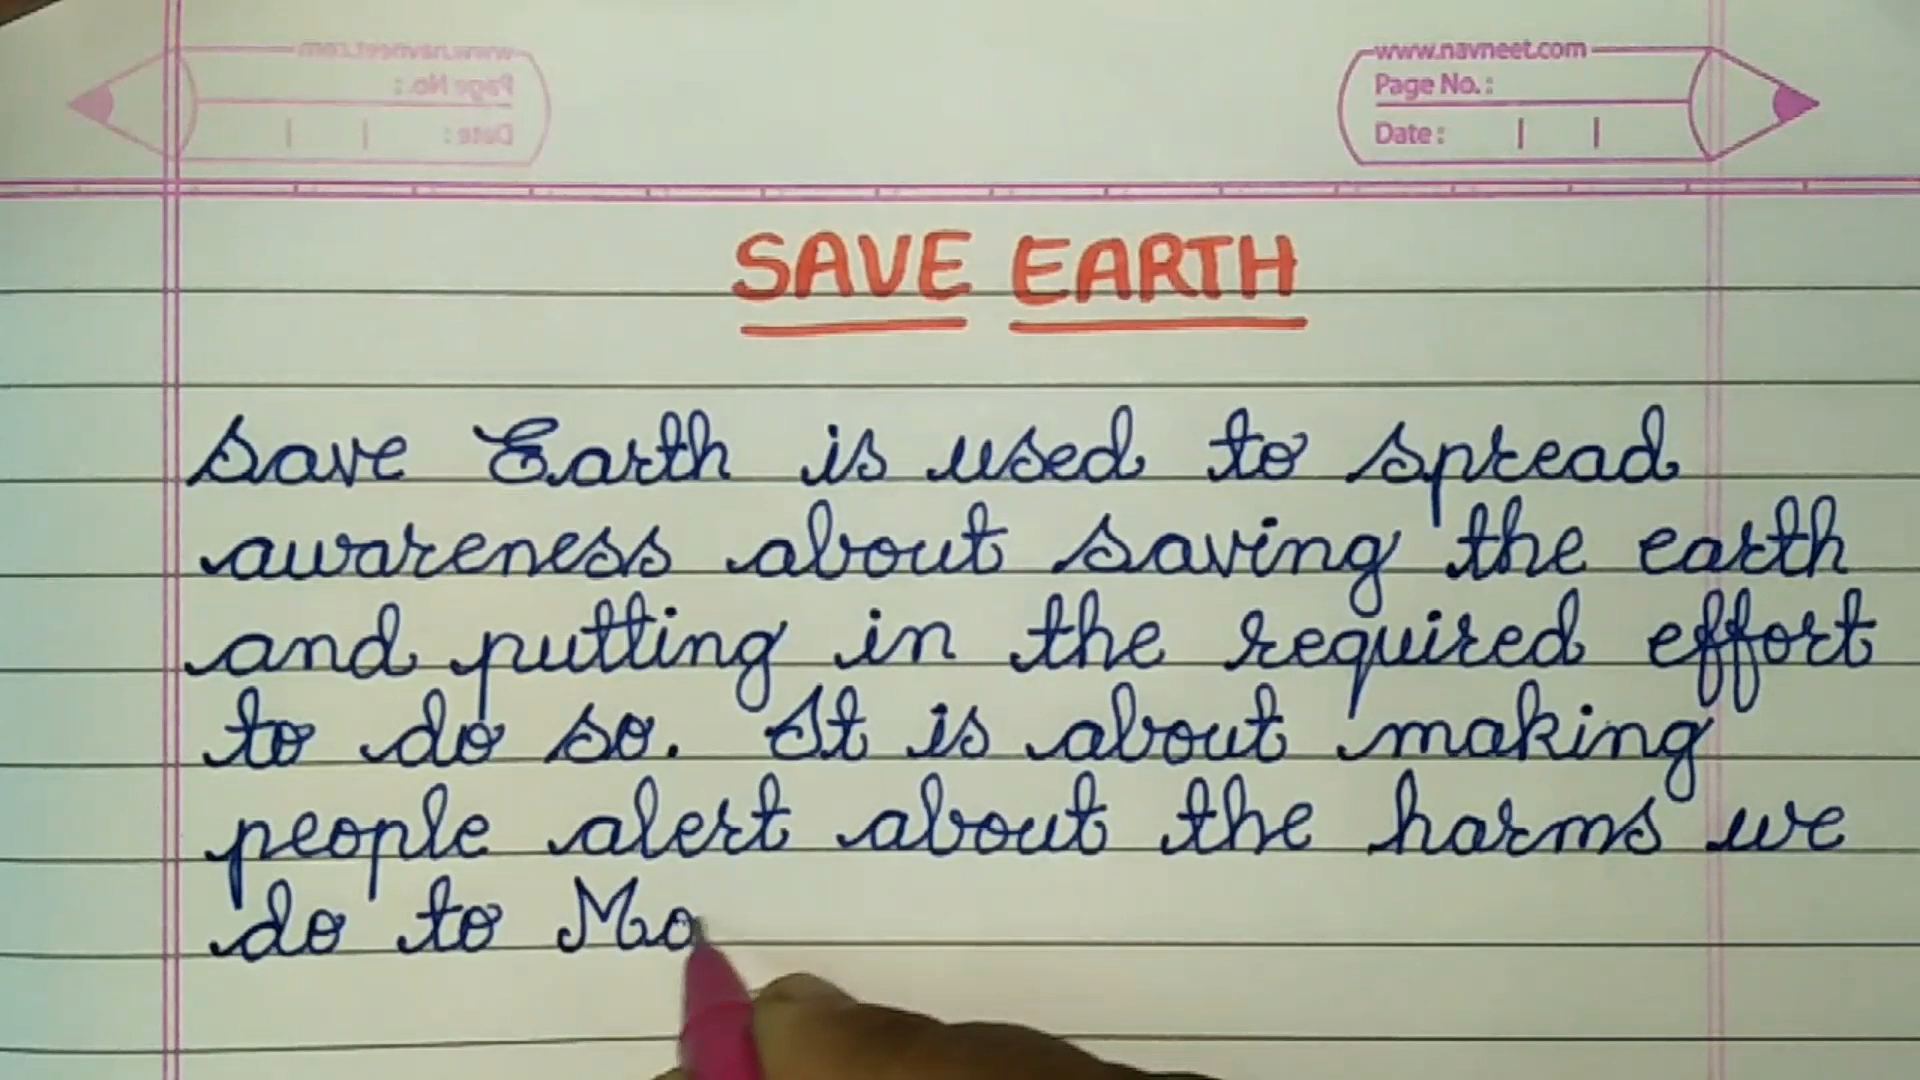 www.navneet.com
Page No. :
Date :
SAVE EARTH
Save Earth is used to spread
awareness about saving the earth
and putting in the required effort
to do so. It is about making
people alert about the harms we
do to Mo